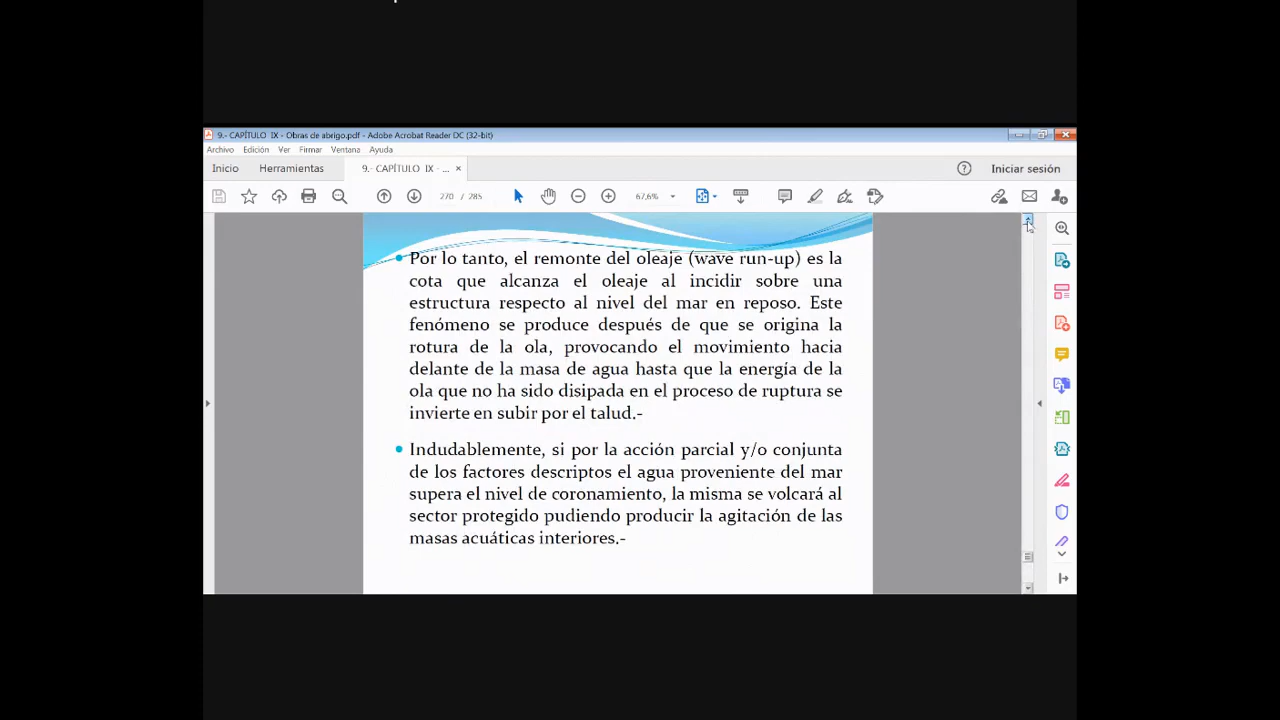 9.- CAPÍTULO IX - Obras de abrigo.pdf - Adobe Acrobat Reader DC (32-bit)
Archivo Edición Ver Firmar Ventana Ayuda
Inicio Herramientas 9.- CAPÍTULO IX - ... × Iniciar sesión
270 / 285 67,6%
• Por lo tanto, el remonte del oleaje (wave run-up) es la
cota que alcanza el oleaje al incidir sobre una
estructura respecto al nivel del mar en reposo. Este
fenómeno se produce después de que se origina la
rotura de la ola, provocando el movimiento hacia
delante de la masa de agua hasta que la energía de la
ola que no ha sido disipada en el proceso de ruptura se
invierte en subir por el talud.-
• Indudablemente, si por la acción parcial y/o conjunta
de los factores descriptos el agua proveniente del mar
supera el nivel de coronamiento, la misma se volcará al
sector protegido pudiendo producir la agitación de las
masas acuáticas interiores.-